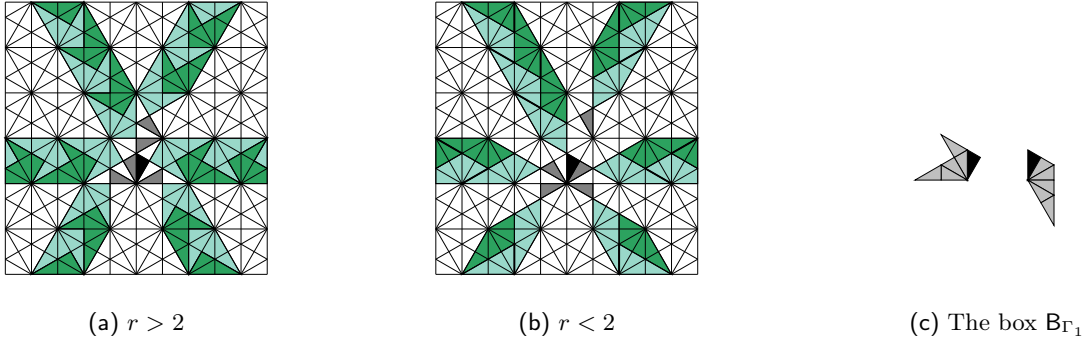 (a) r > 2
(b) r < 2
(c) The box B_{Γ_1}